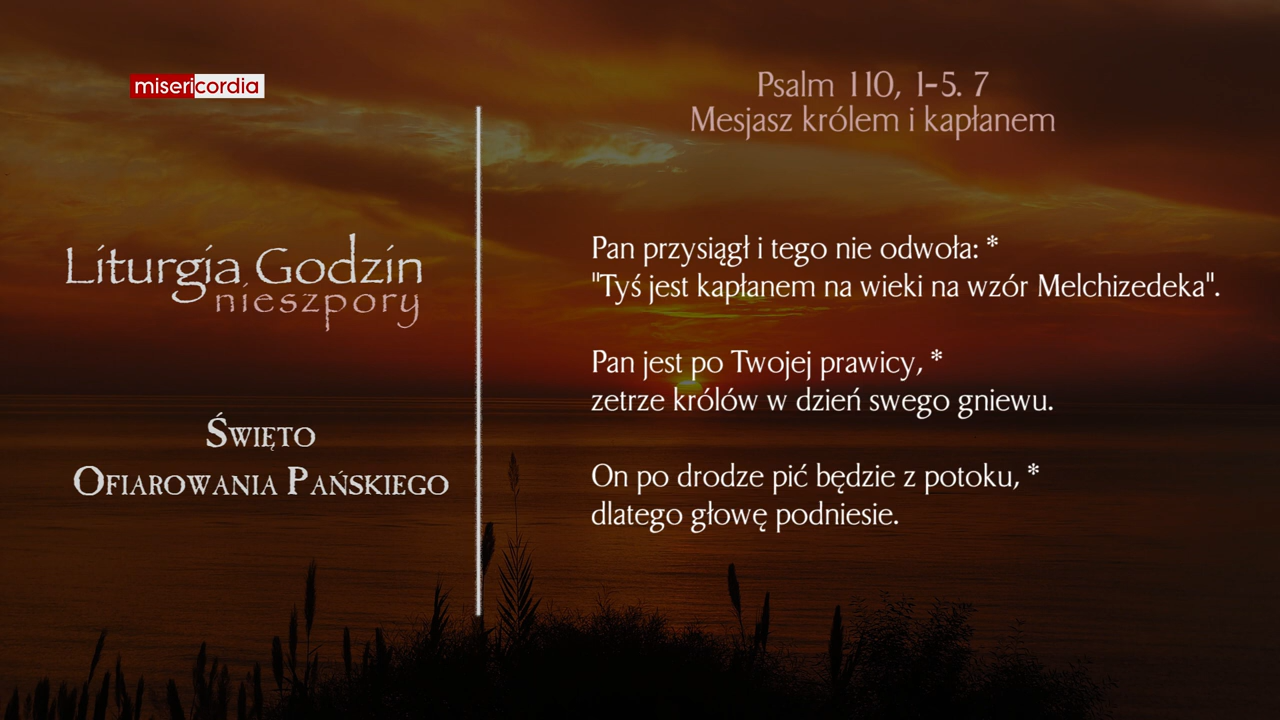 misericordia
Liturgia Godzin
nieszpory
Święto
Ofiarowania Pańskiego
Psalm 110, 1-5. 7
Mesjasz królem i kapłanem
Pan przysiągł i tego nie odwoła: *
"Tyś jest kapłanem na wieki na wzór Melchizedeka".
Pan jest po Twojej prawicy, *
zetrze królów w dzień swego gniewu.
On po drodze pić będzie z potoku, *
dlatego głowę podniesie.